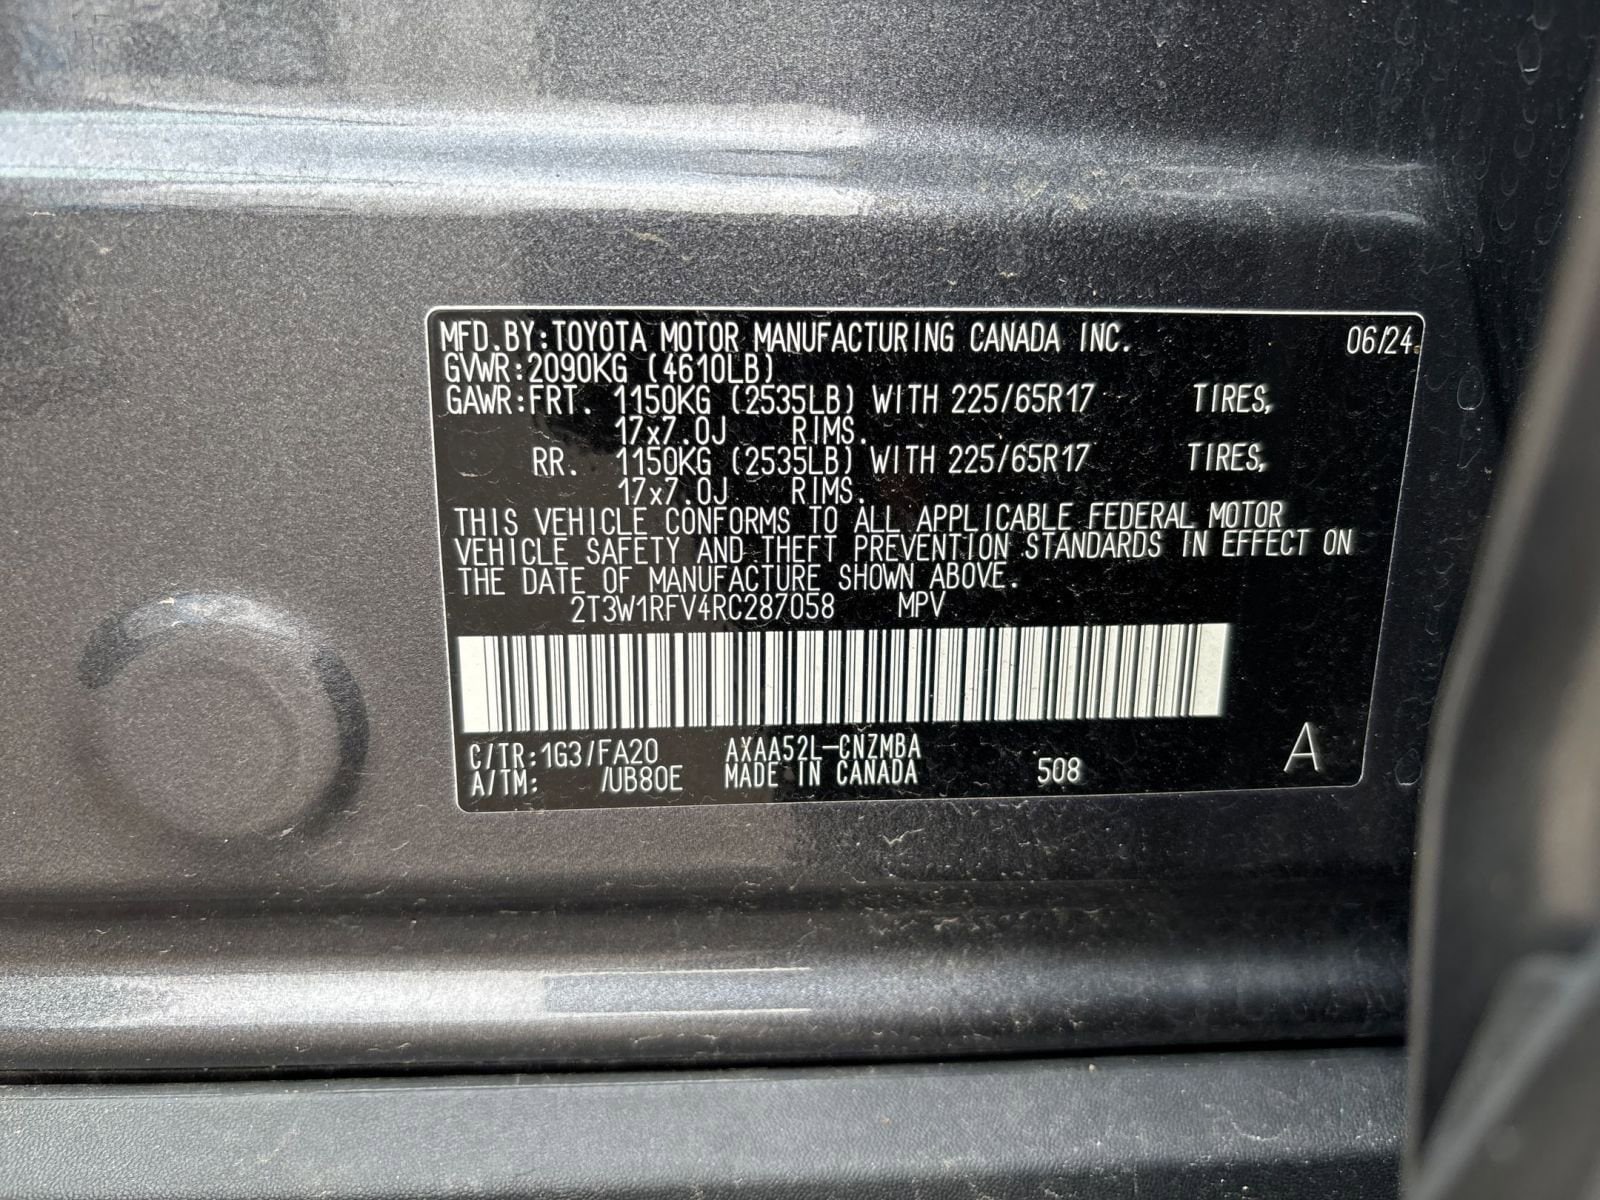 MFD.BY:TOYOTA MOTOR MANUFACTURING CANADA INC. 06/24
GVWR:2090KG (4610LB)
GAWR:FRT. 1150KG (2535LB) WITH 225/65R17 TIRES,
17x7.0J RIMS.
RR. 1150KG (2535LB) WITH 225/65R17 TIRES,
17x7.0J RIMS.
THIS VEHICLE CONFORMS TO ALL APPLICABLE FEDERAL MOTOR
VEHICLE SAFETY AND THEFT PREVENTION STANDARDS IN EFFECT ON
THE DATE OF MANUFACTURE SHOWN ABOVE.
2T3W1RFV4RC287058 MPV
C/TR:1G3/FA20 AXAA52L-CNZMBA
A/TM: /UB80E MADE IN CANADA 508 A